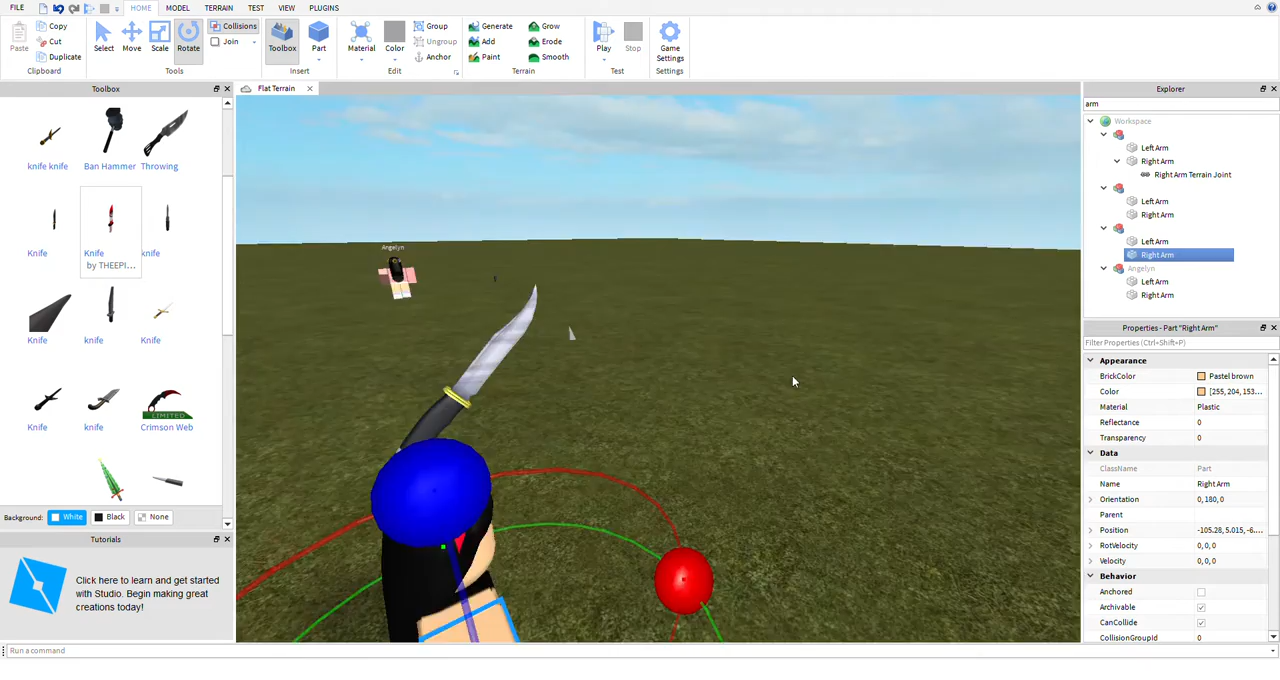 FILE HOME MODEL TERRAIN TEST VIEW PLUGINS
Paste Copy Cut Duplicate Clipboard
Select Move Scale Rotate Collisions Join Tools
Toolbox Part Insert
Material Color Group Ungroup Anchor Edit
Generate Add Paint Grow Erode Smooth Terrain
Play Stop Test
Game Settings Settings
Toolbox
knife knife Ban Hammer Throwing
Knife Knife knife
by THEEPI...
Knife knife Knife
Knife knife Crimson Web
LIMITED
Background: White Black None
Tutorials
Click here to learn and get started
with Studio. Begin making great
creations today!
Flat Terrain
Angelyn
Explorer
arm
Workspace
Left Arm
Right Arm
Right Arm Terrain Joint
Left Arm
Right Arm
Left Arm
Right Arm
Angelyn
Left Arm
Right Arm
Properties - Part "Right Arm"
Filter Properties (Ctrl+Shift+P)
Appearance
BrickColor Pastel brown
Color [255, 204, 153...
Material Plastic
Reflectance 0
Transparency 0
Data
ClassName Part
Name Right Arm
Orientation 0, 180, 0
Parent
Position -105.28, 5.015, -6....
RotVelocity 0, 0, 0
Velocity 0, 0, 0
Behavior
Anchored
Archivable
CanCollide
CollisionGroupId 0
Run a command